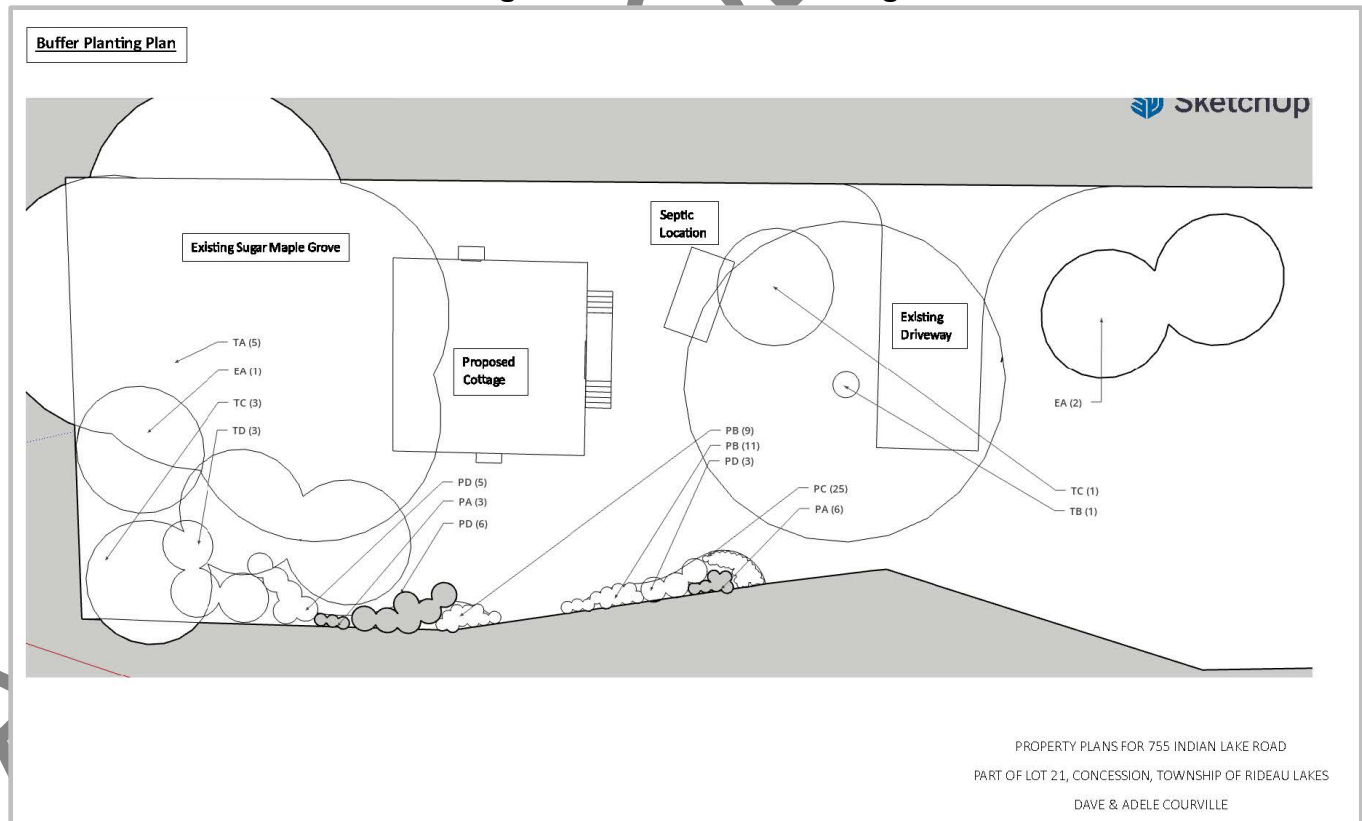 Buffer Planting Plan
SketchUp
Septic
Location
Existing Sugar Maple Grove
Existing
Driveway
TA (5)
Proposed
Cottage
EA (1)
TC (3)
EA (2)
TD (3)
PB (9)
PB (11)
PD (3)
PD (5)
PC (25)
TC (1)
PA (3)
PA (6)
TB (1)
PD (6)
PROPERTY PLANS FOR 755 INDIAN LAKE ROAD
PART OF LOT 21, CONCESSION, TOWNSHIP OF RIDEAU LAKES
DAVE & ADELE COURVILLE